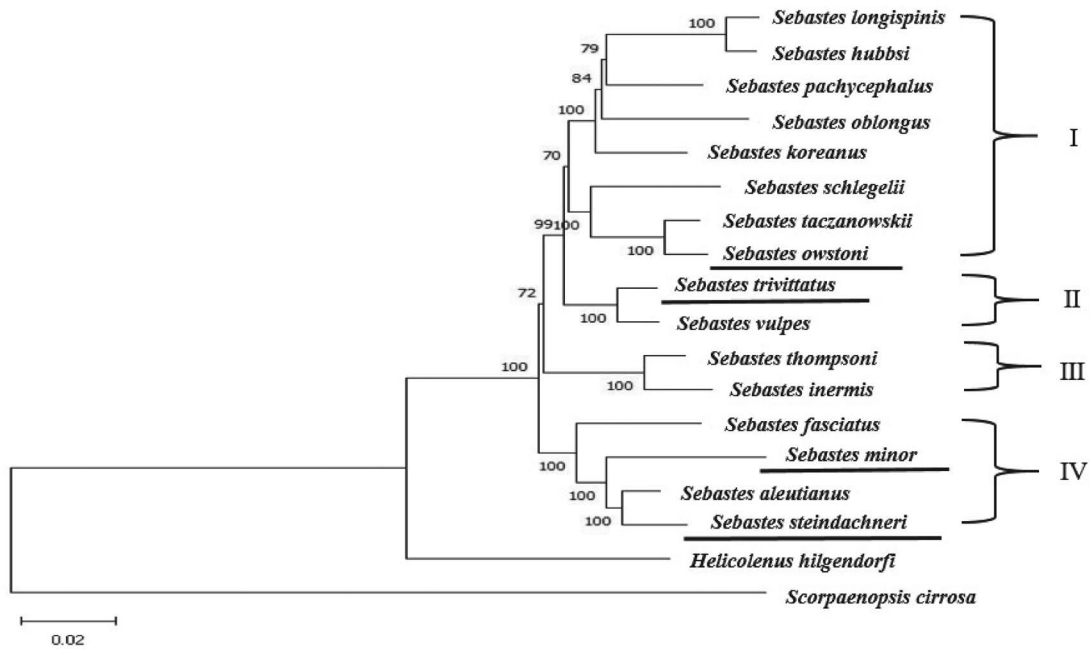 100
Sebastes longispinis
79
Sebastes hubbsi
84
Sebastes pachycephalus
100
Sebastes oblongus
I
70
Sebastes koreanus
Sebastes schlegelii
99
100
Sebastes taczanowskii
100
Sebastes owstoni
72
Sebastes trivittatus
II
100
Sebastes vulpes
100
Sebastes thompsoni
III
100
Sebastes inermis
Sebastes fasciatus
100
Sebastes minor
IV
100
Sebastes aleutianus
100
Sebastes steindachneri
Helicolenus hilgendorfi
Scorpaenopsis cirrosa
0.02